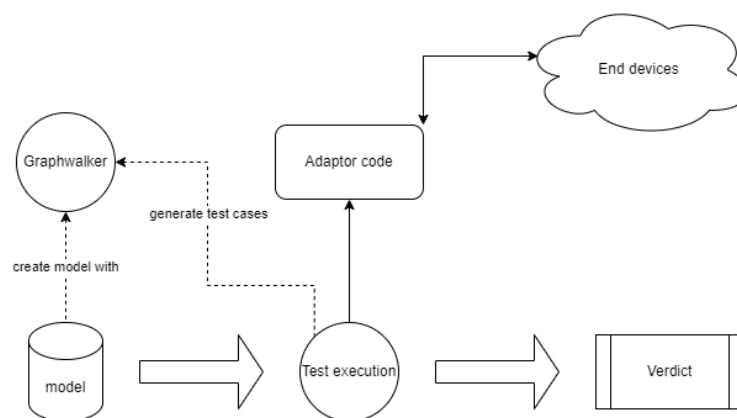 End devices
Graphwalker
Adaptor code
generate test cases
create model with
model
Test execution
Verdict